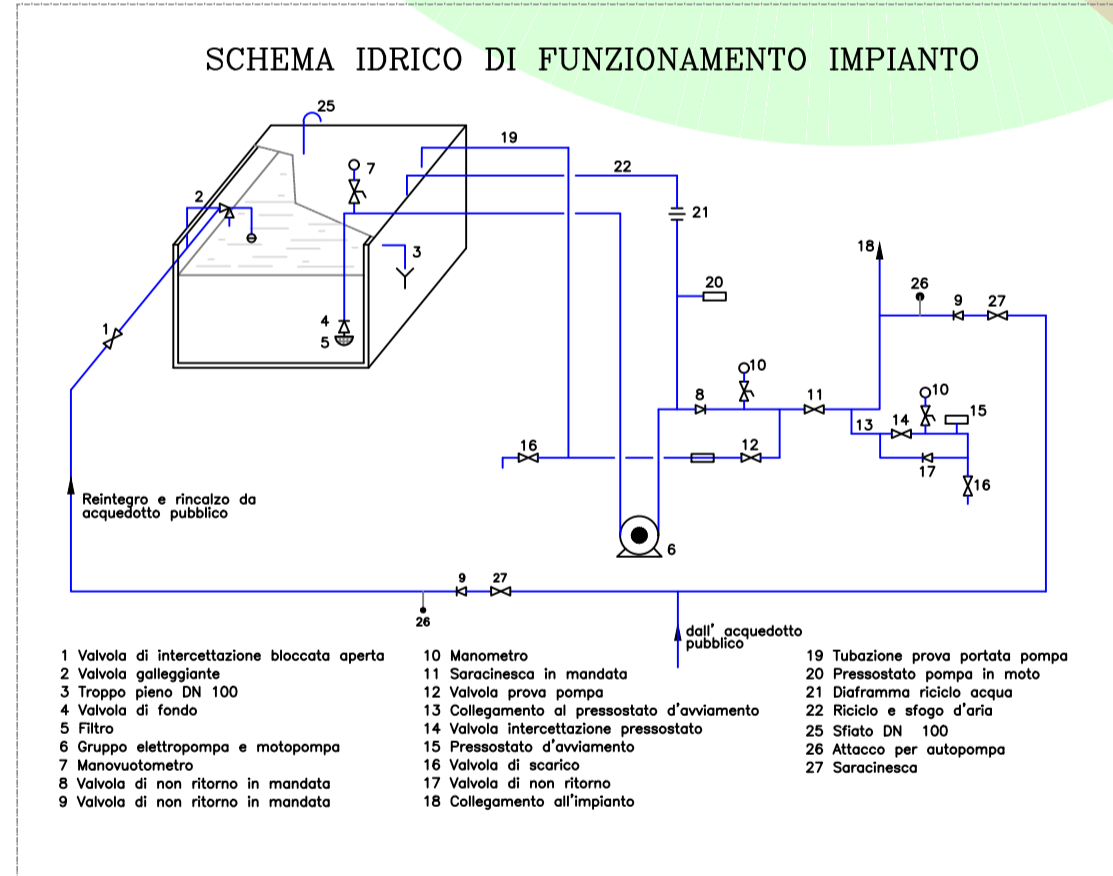 SCHEMA IDRICO DI FUNZIONAMENTO IMPIANTO
25
19
7
22
2
21
3
18
20
26
9
27
4
5
1
10
8
11
10
15
13
14
16
12
17
16
Reintegro e rincalzo da
acquedotto pubblico
6
9
27
26
dall' acquedotto
pubblico
1 Valvola di intercettazione bloccata aperta
2 Valvola galleggiante
3 Troppo pieno DN 100
4 Valvola di fondo
5 Filtro
6 Gruppo elettropompa e motopompa
7 Manovuotometro
8 Valvola di non ritorno in mandata
9 Valvola di non ritorno in mandata
10 Manometro
11 Saracinesca in mandata
12 Valvola prova pompa
13 Collegamento al pressostato d'avviamento
14 Valvola intercettazione pressostato
15 Pressostato d'avviamento
16 Valvola di scarico
17 Valvola di non ritorno
18 Collegamento all'impianto
19 Tubazione prova portata pompa
20 Pressostato pompa in moto
21 Diaframma riciclo acqua
22 Riciclo e sfogo d'aria
25 Sfiato DN 100
26 Attacco per autopompa
27 Saracinesca